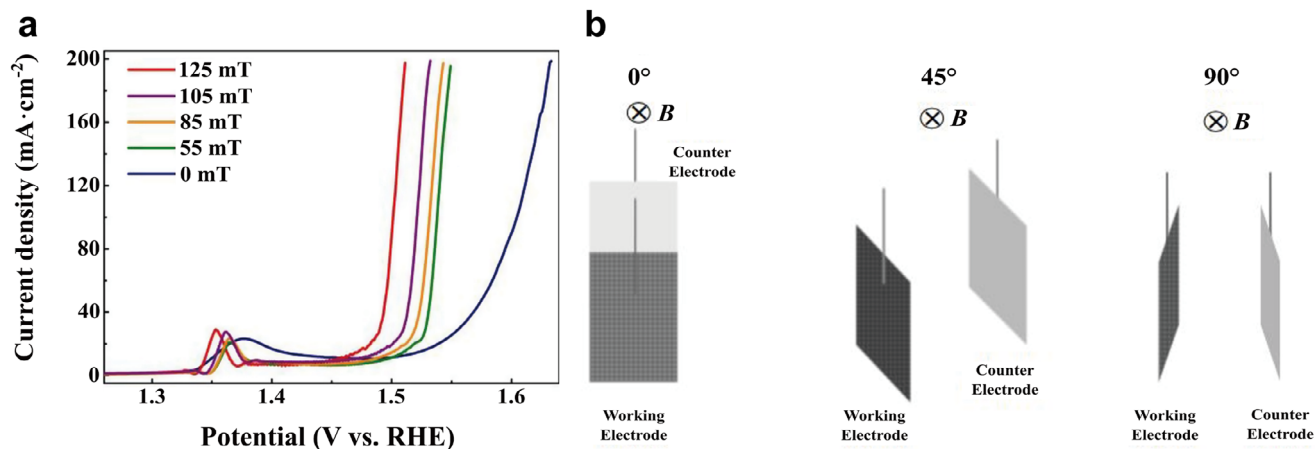 a
200
160
120
80
40
0
Current density (mA·cm⁻²)
125 mT
105 mT
85 mT
55 mT
0 mT
1.3
1.4
1.5
1.6
Potential (V vs. RHE)
b
0°
B
Counter
Electrode
Working
Electrode
45°
B
Working
Electrode
Counter
Electrode
90°
B
Working
Electrode
Counter
Electrode